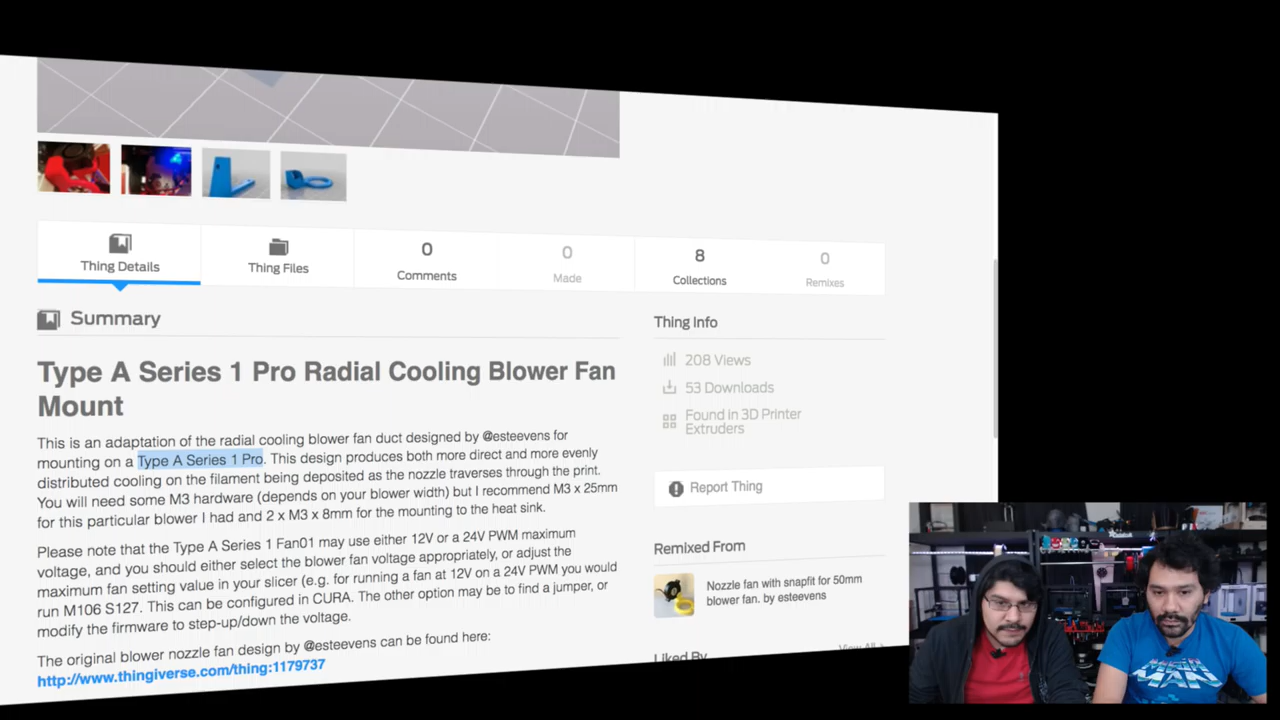 Thing Details
Thing Files
0
Comments
0
Made
8
Collections
0
Remixes
Summary
Type A Series 1 Pro Radial Cooling Blower Fan
Mount
This is an adaptation of the radial cooling blower fan duct designed by @esteevens for
mounting on a Type A Series 1 Pro. This design produces both more direct and more evenly
distributed cooling on the filament being deposited as the nozzle traverses through the print.
You will need some M3 hardware (depends on your blower width) but I recommend M3 x 25mm
for this particular blower I had and 2 x M3 x 8mm for the mounting to the heat sink.
Please note that the Type A Series 1 Fan01 may use either 12V or a 24V PWM maximum
voltage, and you should either select the blower fan voltage appropriately, or adjust the
maximum fan setting value in your slicer (e.g. for running a fan at 12V on a 24V PWM you would
run M106 S127. This can be configured in CURA. The other option may be to find a jumper, or
modify the firmware to step-up/down the voltage.
The original blower nozzle fan design by @esteevens can be found here:
http://www.thingiverse.com/thing:1179737
Thing Info
208 Views
53 Downloads
Found in 3D Printer
Extruders
Report Thing
Remixed From
Nozzle fan with snapfit for 50mm
blower fan. by esteevens
Liked By
View All
MEGA MAN